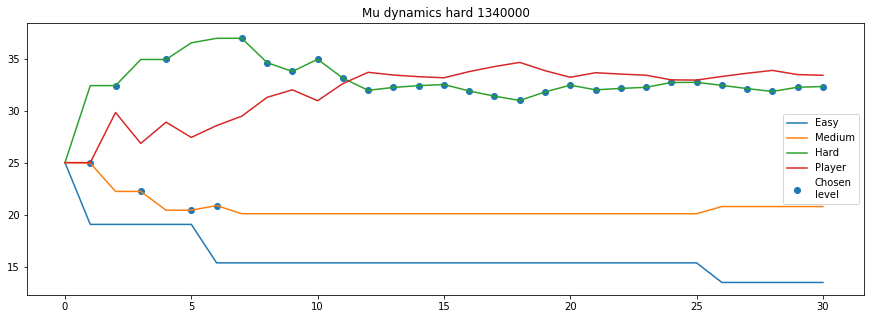 Mu dynamics hard 1340000
35
30
25
20
15
0 5 10 15 20 25 30
Easy
Medium
Hard
Player
Chosen
level